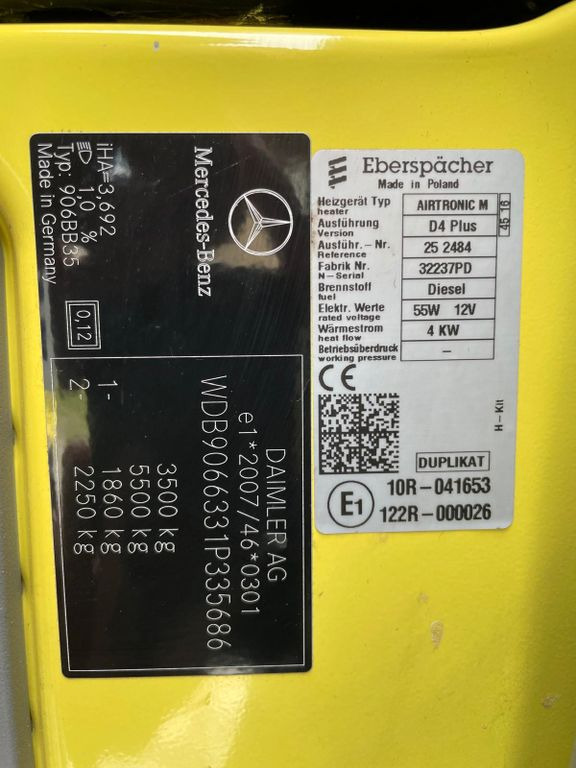 Mercedes-Benz
iHA=3,692
1,0 %
Typ: 906BB35
Made in Germany
0,12
DAIMLER AG
e1*2007/46*0301
WDB9066331P335686
3500 kg
5500 kg
1- 1860 kg
2- 2250 kg
Eberspächer
Made in Poland
Heizgerät Typ AIRTRONIC M
heater
Ausführung D4 Plus
Version
Ausführ.-Nr. 25 2484
Reference
Fabrik Nr. 32237PD
N-Serial
Brennstoff Diesel
fuel
Elektr. Werte 55W 12V
rated voltage
Wärmestrom 4 KW
heat flow
Betriebsüberdruck –
working pressure
45 16
CE
H-Kit
DUPLIKAT
E1
10R-041653
122R-000026